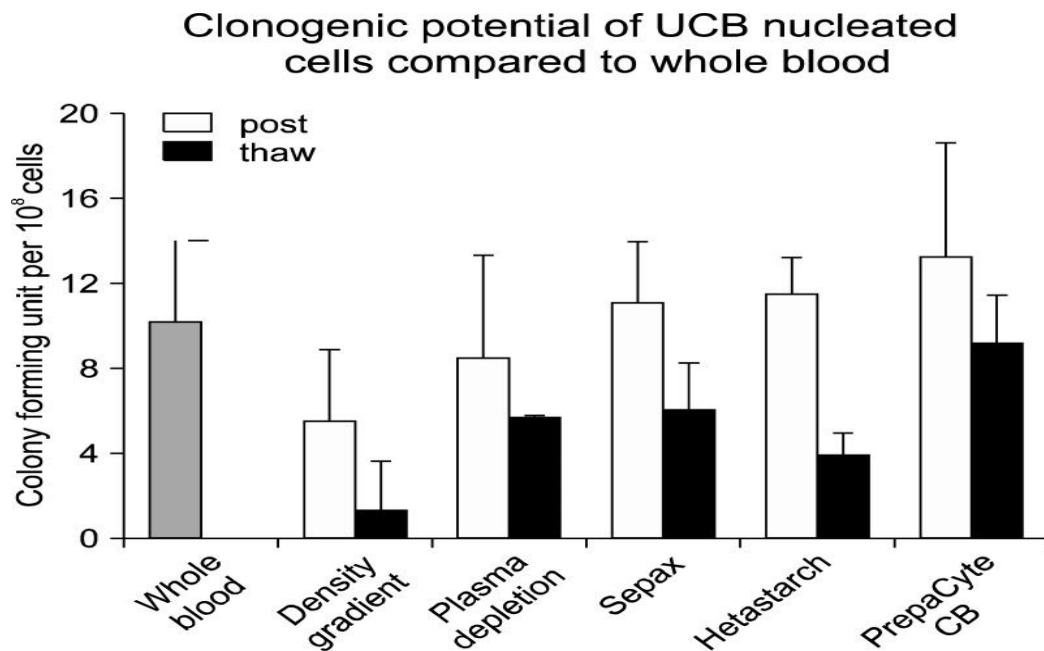 Clonogenic potential of UCB nucleated
cells compared to whole blood
post
thaw
Colony forming unit per 10⁸ cells
20
16
12
8
4
0
Whole
blood
Density
gradient
Plasma
depletion
Sepax
Hetastarch
PrepaCyte
CB